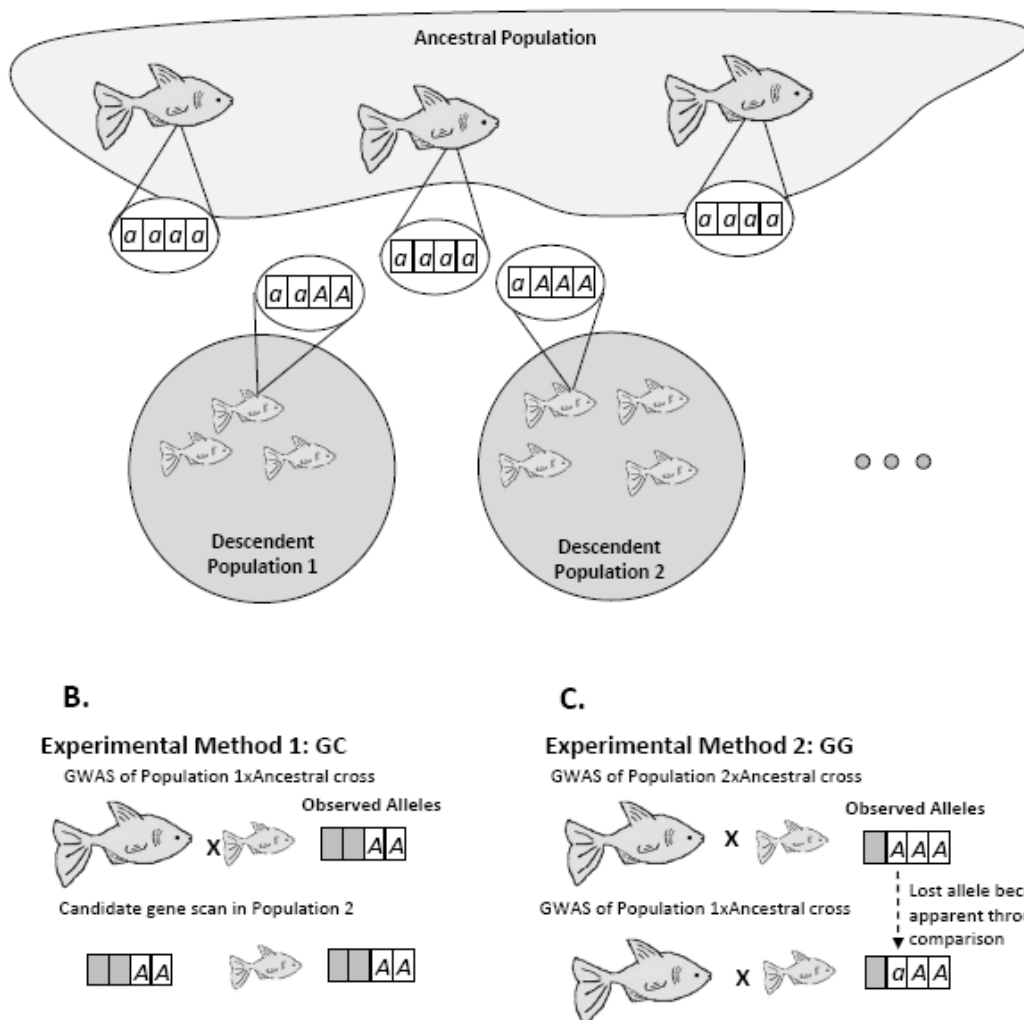 Ancestral Population
a a a a
a a a a
a a a a
a a A A
a A A A
Descendent
Population 1
Descendent
Population 2
B.
Experimental Method 1: GC
GWAS of Population 1xAncestral cross
Observed Alleles
X
A A
Candidate gene scan in Population 2
A A
A A
C.
Experimental Method 2: GG
GWAS of Population 2xAncestral cross
Observed Alleles
X
A A A
Lost allele
apparent
comparison
GWAS of Population 1xAncestral cross
X
a A A